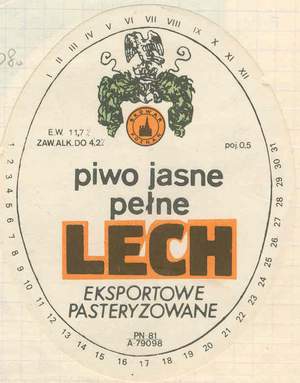 I II III IV V VI VII VIII IX X XI XII
BROWAR
POZNAŃ
E.W. 11,7%
ZAW. ALK. DO 4,2%
poj. 0.5
piwo jasne
pełne
LECH
EKSPORTOWE
PASTERYZOWANE
PN-81
A-79098
1 2 3 4 5 6 7 8 9 10 11 12 13 14 15 16 17 18 19 20 21 22 23 24 25 26 27 28 29 30 31